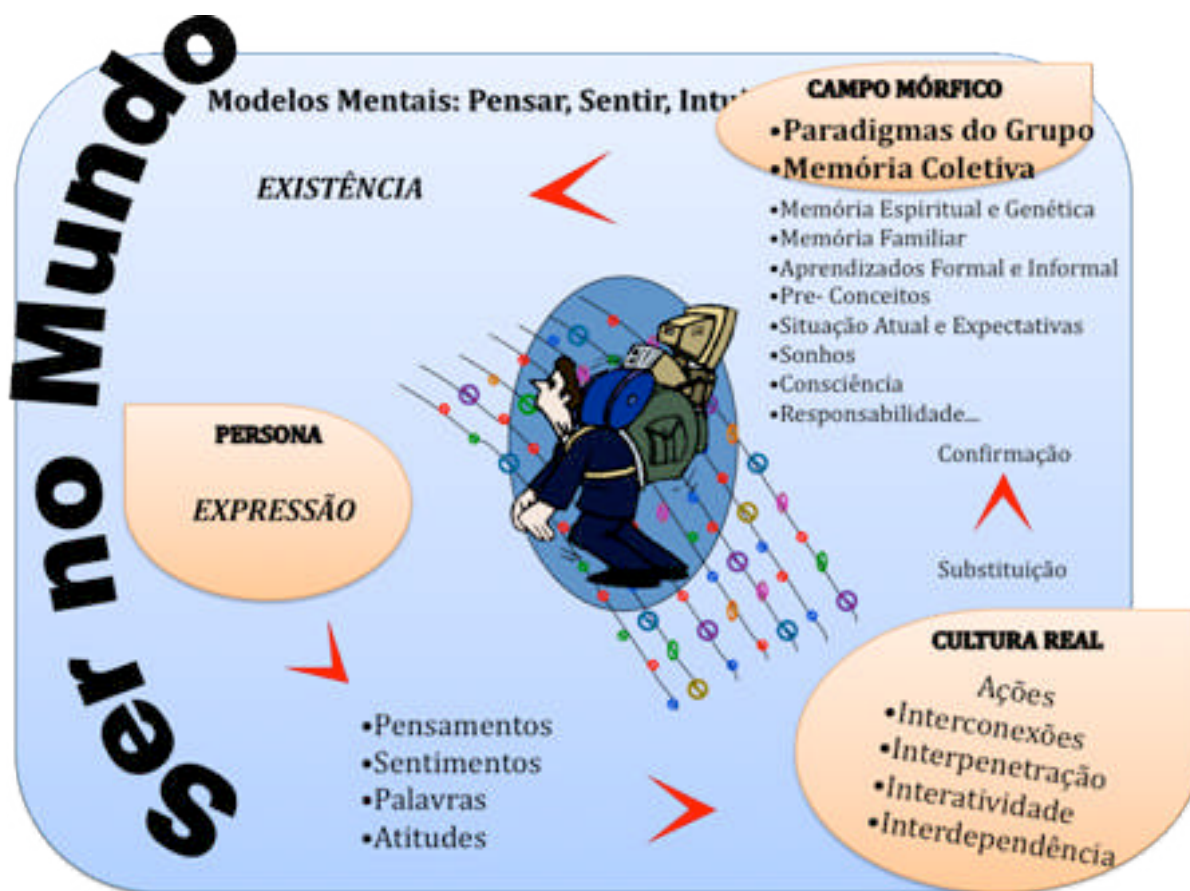 Ser no Mundo
Modelos Mentais: Pensar, Sentir,
CAMPO MÓRFICO
•Paradigmas do Grupo
•Memória Coletiva
EXISTÊNCIA
•Memória Espiritual e Genética
•Memória Familiar
•Aprendizados Formal e Informal
•Pre- Conceitos
•Situação Atual e Expectativas
•Sonhos
•Consciência
•Responsabilidade...
PERSONA
EXPRESSÃO
Confirmação
Substituição
•Pensamentos
•Sentimentos
•Palavras
•Atitudes
CULTURA REAL
Ações
•Interconexões
•Interpenetração
•Interatividade
•Interdependência